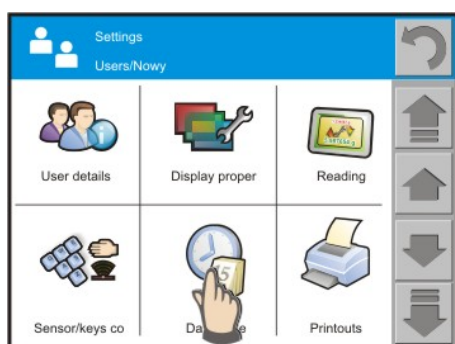 Settings
Users/Nowy
User details
Display proper
Reading
Sensor/keys co
Printouts